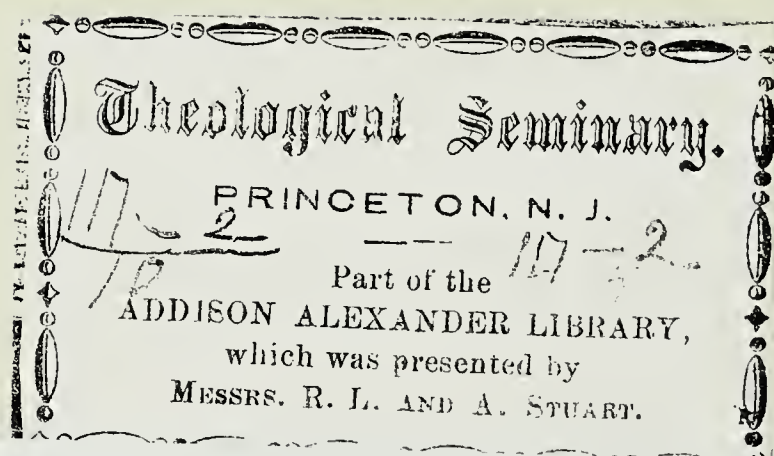 Theological Seminary.
PRINCETON, N. J.
Part of the
ADDISON ALEXANDER LIBRARY,
which was presented by
MESSRS. R. L. AND A. STUART.